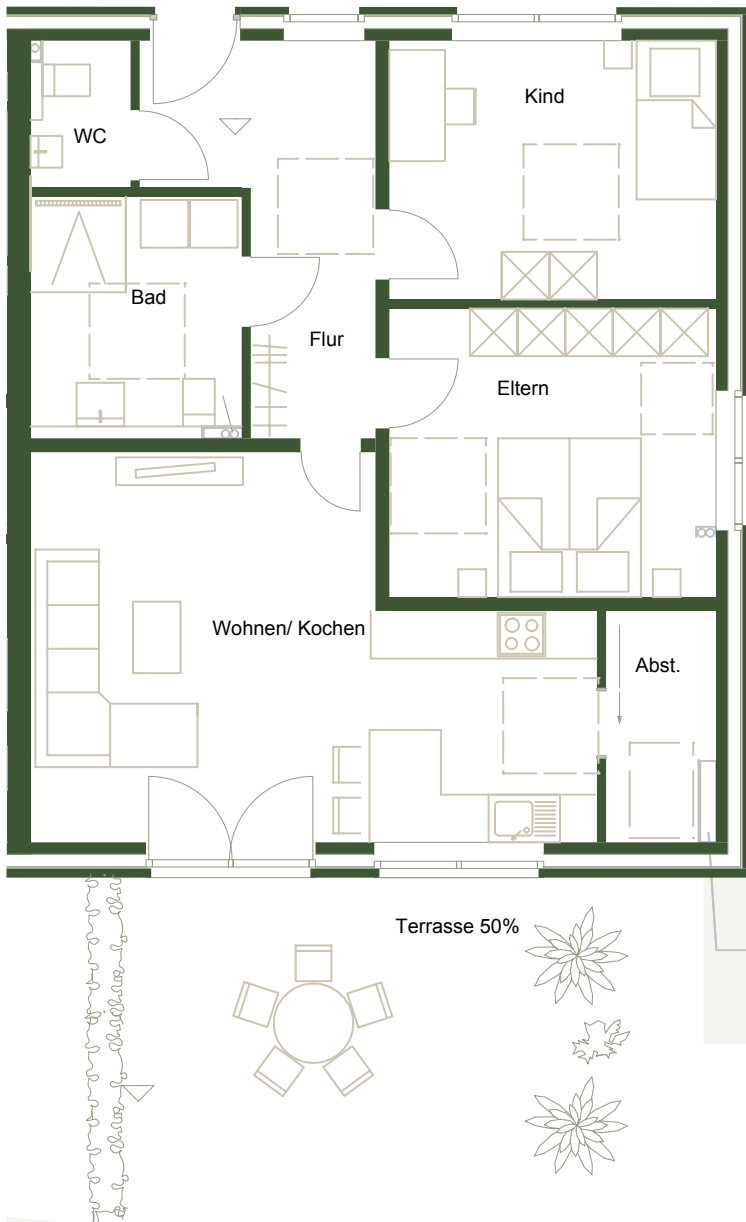 Kind
WC
Bad
Flur
Eltern
Wohnen/ Kochen
Abst.
Terrasse 50%